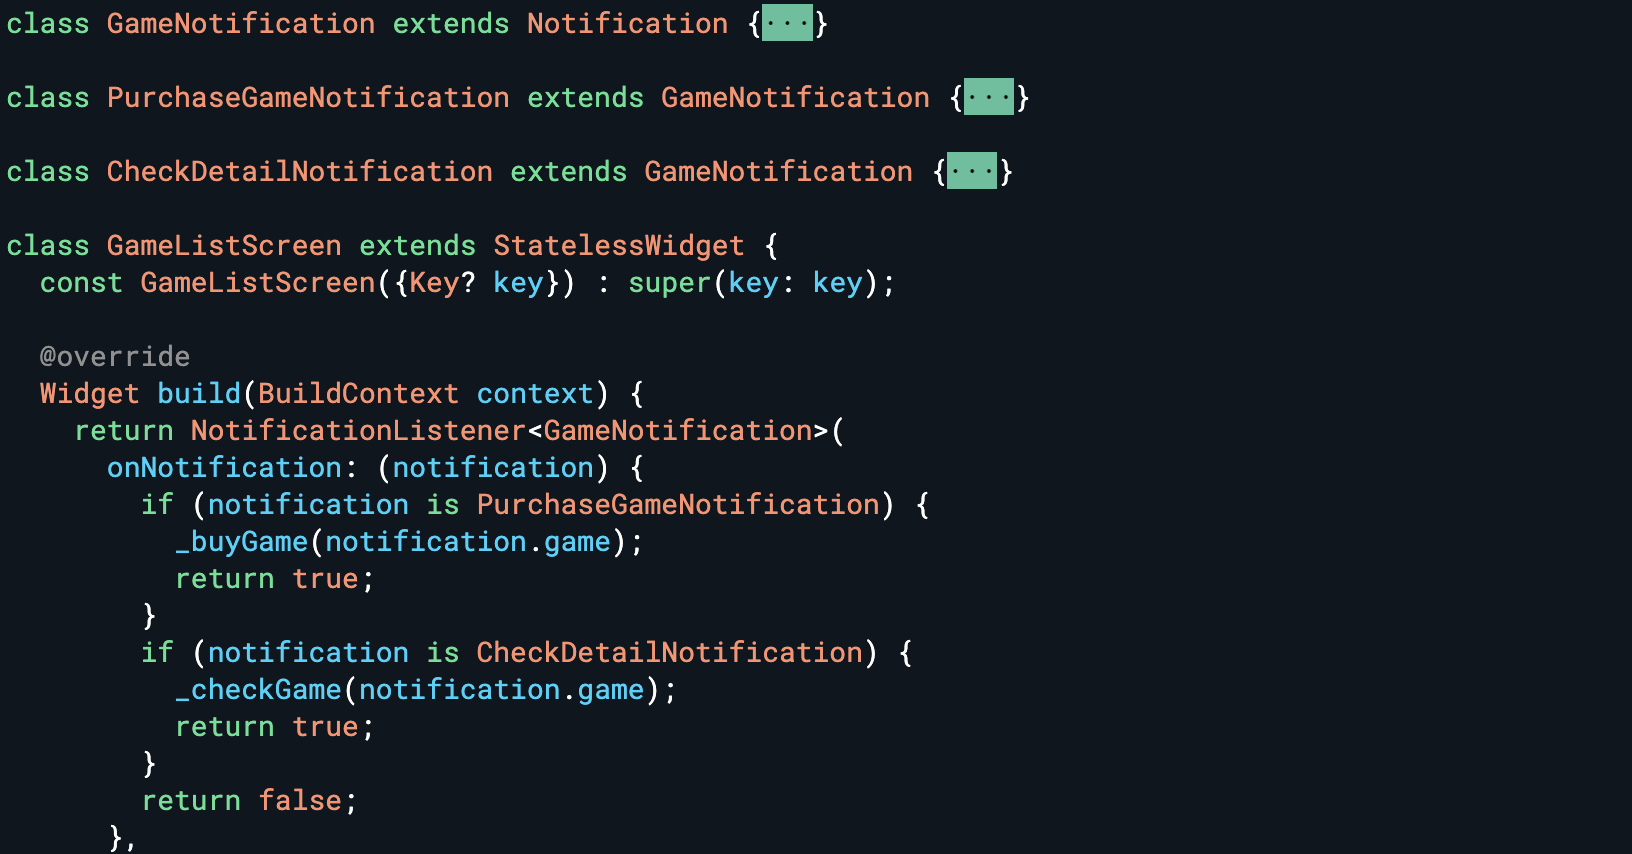 class GameNotification extends Notification {···}
class PurchaseGameNotification extends GameNotification {···}
class CheckDetailNotification extends GameNotification {···}
class GameListScreen extends StatelessWidget {
  const GameListScreen({Key? key}) : super(key: key);
  @override
  Widget build(BuildContext context) {
    return NotificationListener<GameNotification>(
      onNotification: (notification) {
        if (notification is PurchaseGameNotification) {
          _buyGame(notification.game);
          return true;
        }
        if (notification is CheckDetailNotification) {
          _checkGame(notification.game);
          return true;
        }
        return false;
      },